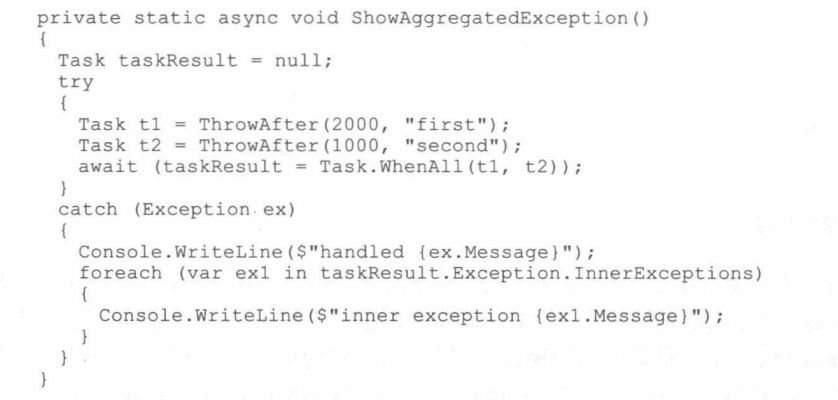 private static async void ShowAggregatedException()
{
Task taskResult = null;
try
{
Task t1 = ThrowAfter(2000, "first");
Task t2 = ThrowAfter(1000, "second");
await (taskResult = Task.WhenAll(t1, t2));
}
catch (Exception ex)
{
Console.WriteLine($"handled {ex.Message}");
foreach (var ex1 in taskResult.Exception.InnerExceptions)
{
Console.WriteLine($"inner exception {ex1.Message}");
}
}
}